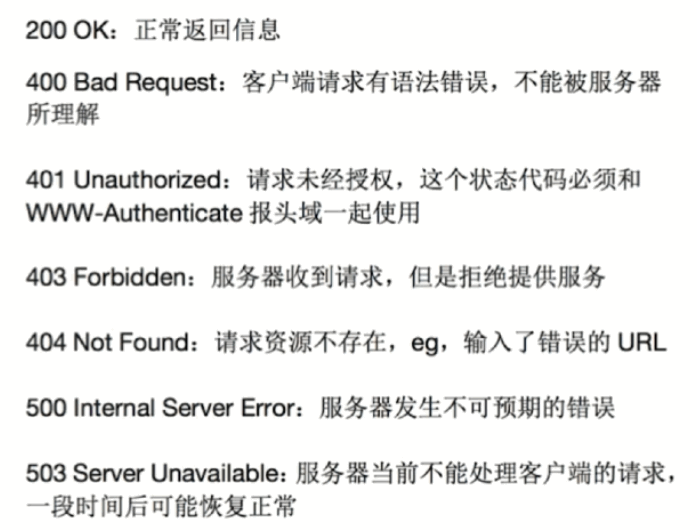 200 OK：正常返回信息
400 Bad Request：客户端请求有语法错误，不能被服务器
所理解
401 Unauthorized：请求未经授权，这个状态代码必须和
WWW-Authenticate 报头域一起使用
403 Forbidden：服务器收到请求，但是拒绝提供服务
404 Not Found：请求资源不存在，eg，输入了错误的 URL
500 Internal Server Error：服务器发生不可预期的错误
503 Server Unavailable：服务器当前不能处理客户端的请求，
一段时间后可能恢复正常